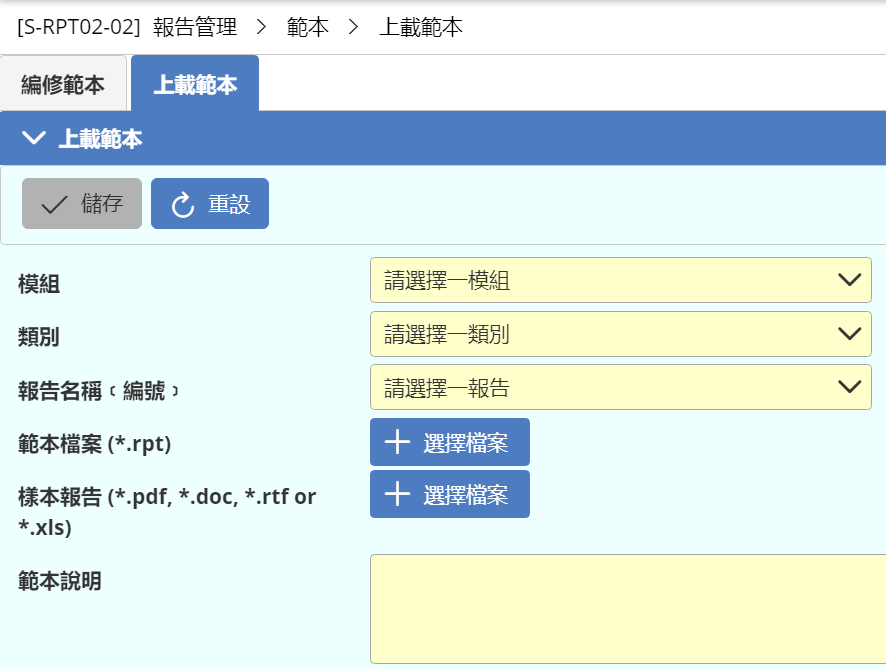 [S-RPT02-02] 報告管理 > 範本 > 上載範本
編修範本 上載範本
上載範本
儲存 重設
模組 請選擇一模組
類別 請選擇一類別
報告名稱﹝編號﹞ 請選擇一報告
範本檔案 (*.rpt) 選擇檔案
樣本報告 (*.pdf, *.doc, *.rtf or
*.xls) 選擇檔案
範本說明